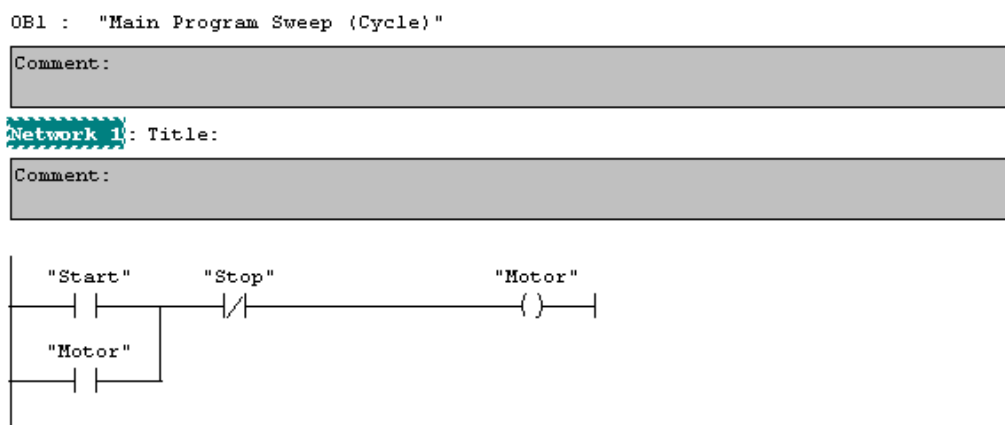 OB1 : "Main Program Sweep (Cycle)"
Comment:
Network 1: Title:
Comment:
"Start" "Stop" "Motor"
"Motor"